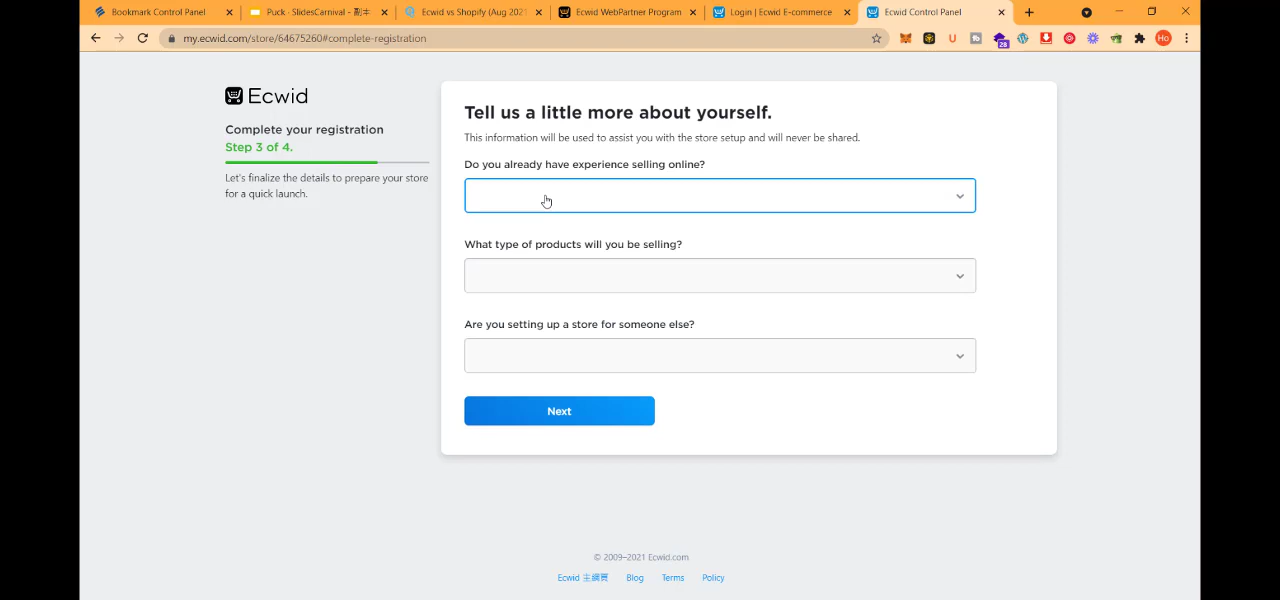 Bookmark Control Panel
Puck · SlidesCarnival - 副本
Ecwid vs Shopify (Aug 2021
Ecwid WebPartner Program
Login | Ecwid E-commerce
Ecwid Control Panel
my.ecwid.com/store/64675260#complete-registration
28
Ho
Ecwid
Complete your registration
Step 3 of 4.
Let's finalize the details to prepare your store
for a quick launch.
Tell us a little more about yourself.
This information will be used to assist you with the store setup and will never be shared.
Do you already have experience selling online?
What type of products will you be selling?
Are you setting up a store for someone else?
Next
© 2009–2021 Ecwid.com
Ecwid 主網頁
Blog
Terms
Policy